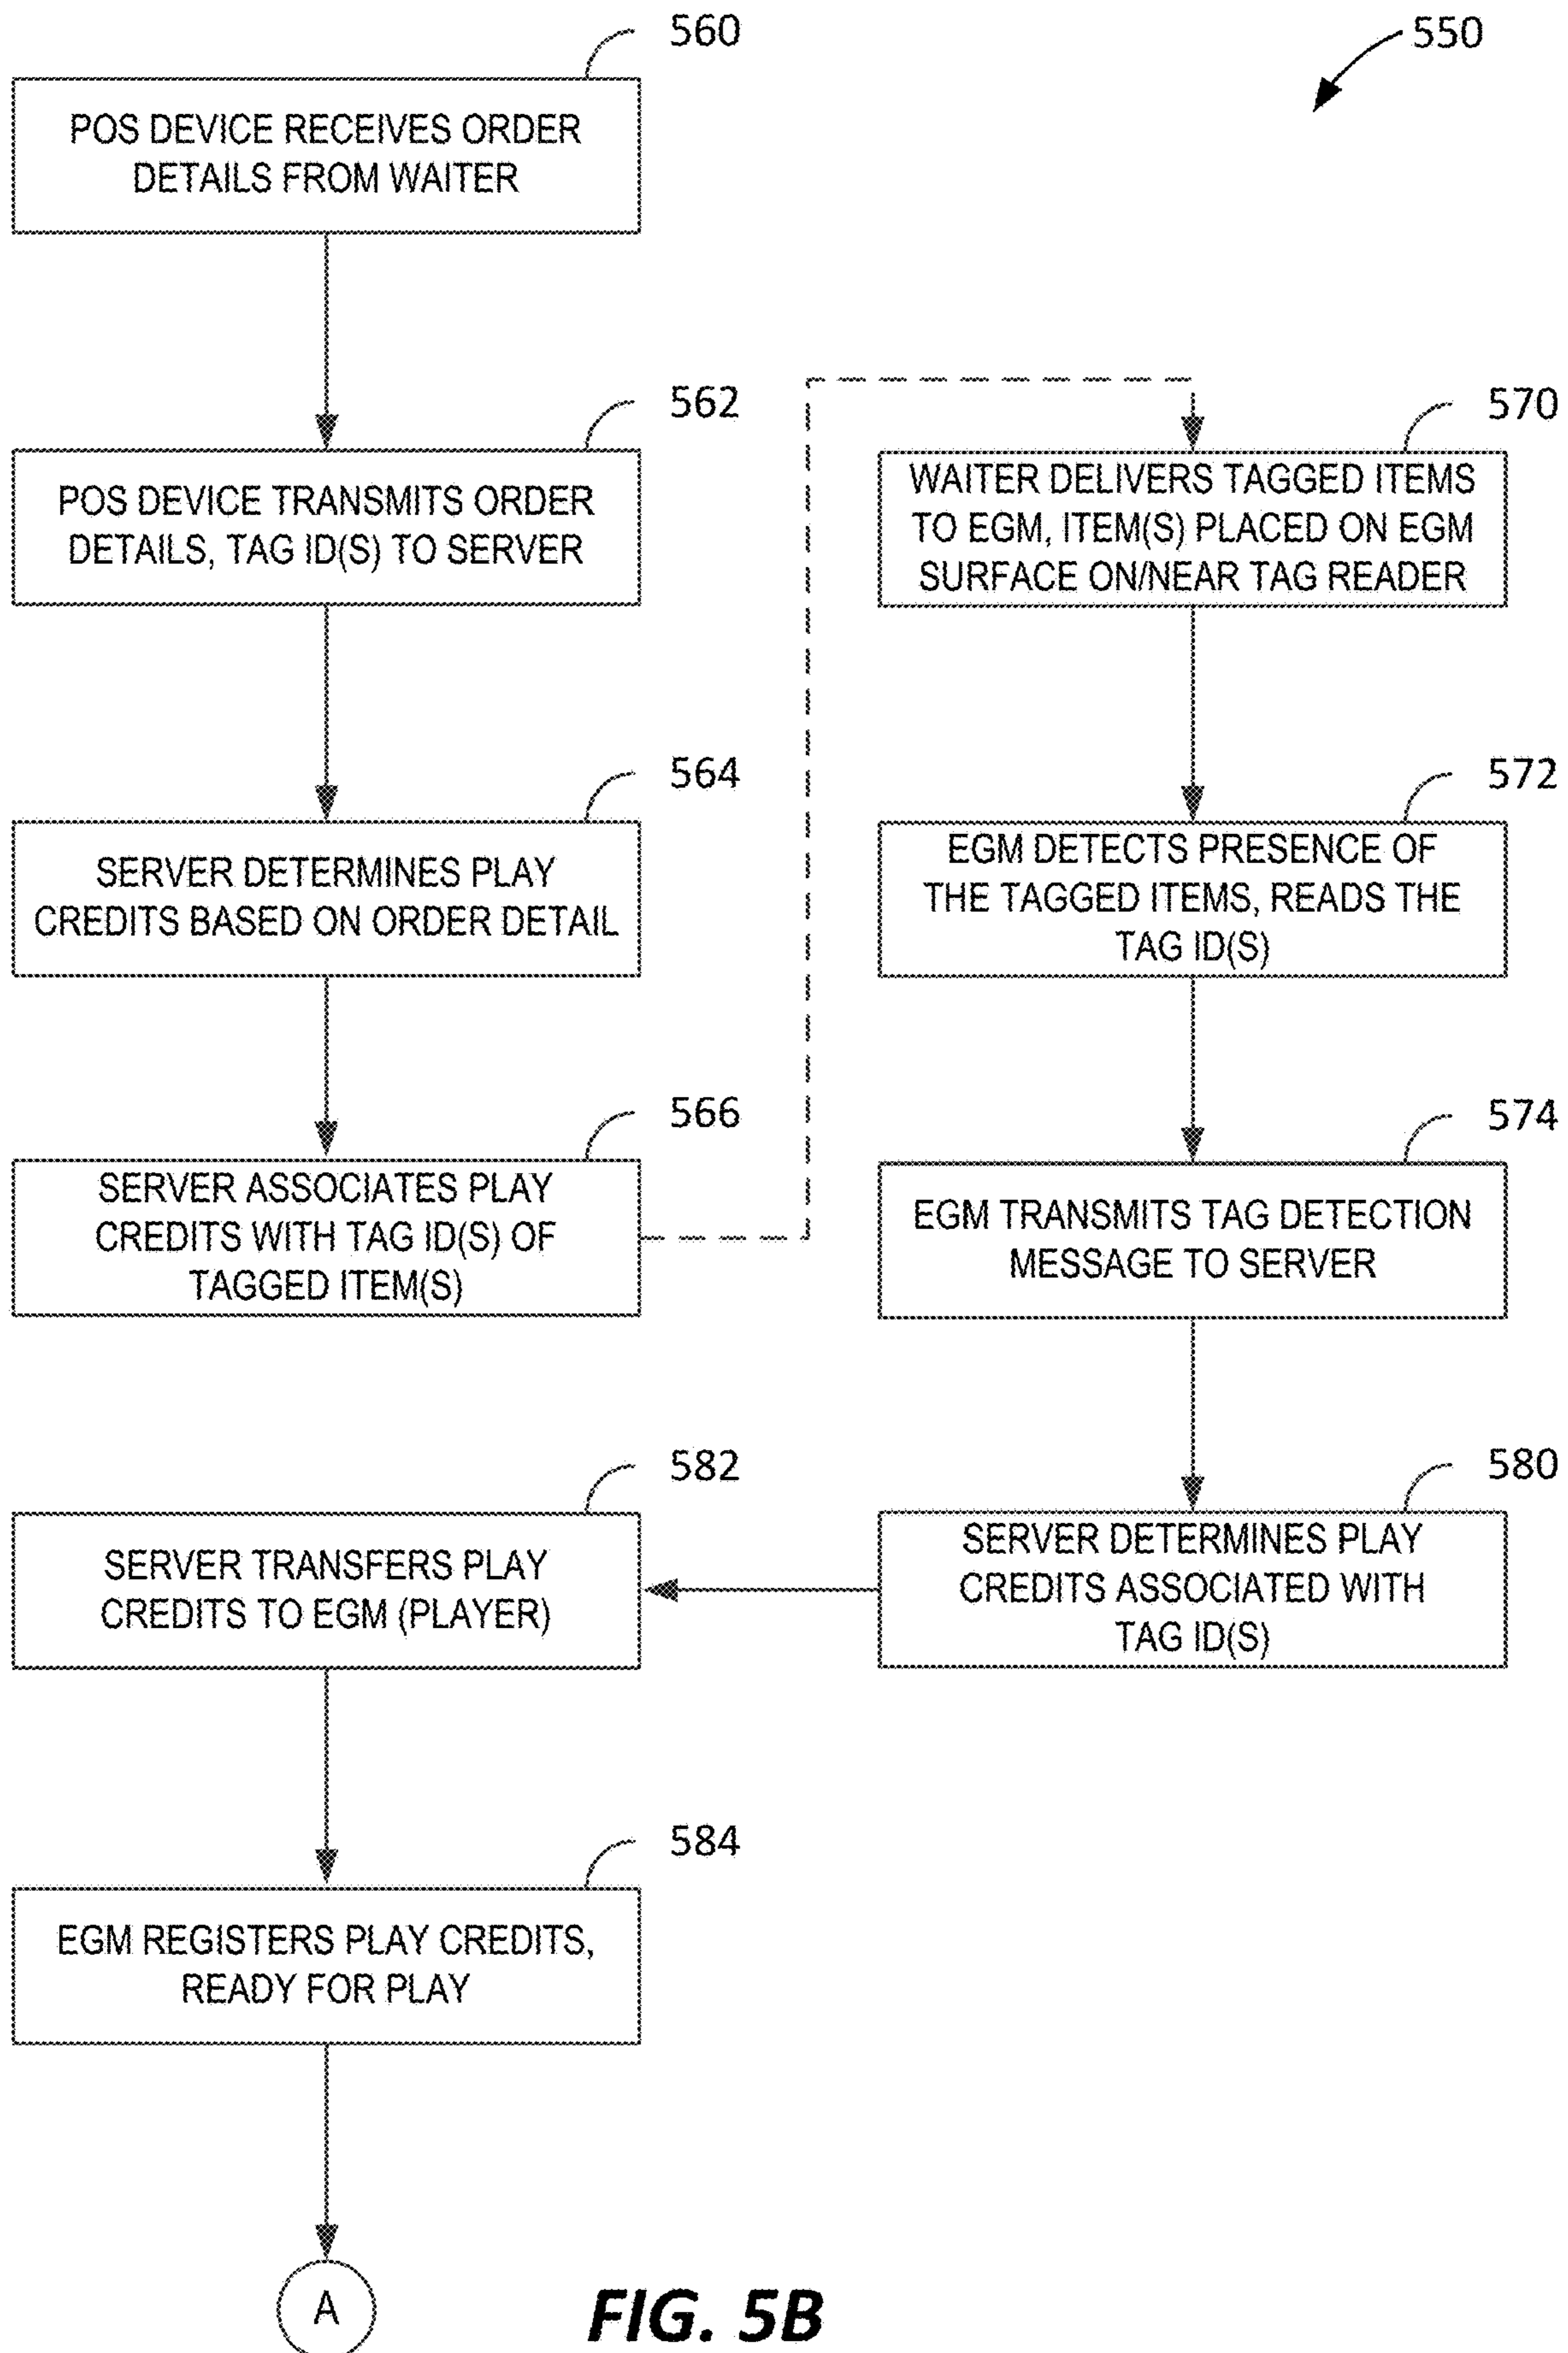 550
560
POS DEVICE RECEIVES ORDER
DETAILS FROM WAITER
562
POS DEVICE TRANSMITS ORDER
DETAILS, TAG ID(S) TO SERVER
564
SERVER DETERMINES PLAY
CREDITS BASED ON ORDER DETAIL
566
SERVER ASSOCIATES PLAY
CREDITS WITH TAG ID(S) OF
TAGGED ITEM(S)
570
WAITER DELIVERS TAGGED ITEMS
TO EGM, ITEM(S) PLACED ON EGM
SURFACE ON/NEAR TAG READER
572
EGM DETECTS PRESENCE OF
THE TAGGED ITEMS, READS THE
TAG ID(S)
574
EGM TRANSMITS TAG DETECTION
MESSAGE TO SERVER
580
SERVER DETERMINES PLAY
CREDITS ASSOCIATED WITH
TAG ID(S)
582
SERVER TRANSFERS PLAY
CREDITS TO EGM (PLAYER)
584
EGM REGISTERS PLAY CREDITS,
READY FOR PLAY
A
FIG. 5B